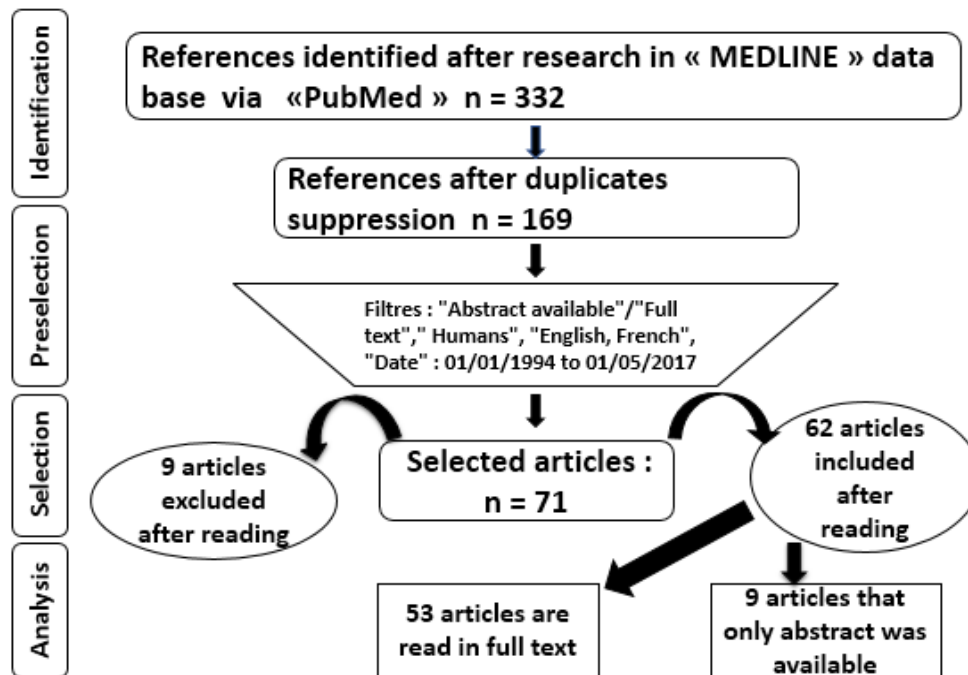 Identification
References identified after research in « MEDLINE » data
base via «PubMed » n = 332
References after duplicates
suppression n = 169
Preselection
Filtres : "Abstract available"/"Full
text"," Humans", "English, French",
"Date" : 01/01/1994 to 01/05/2017
Selection
9 articles
excluded
after reading
Selected articles :
n = 71
62 articles
included
after
reading
Analysis
53 articles are
read in full text
9 articles that
only abstract was
available